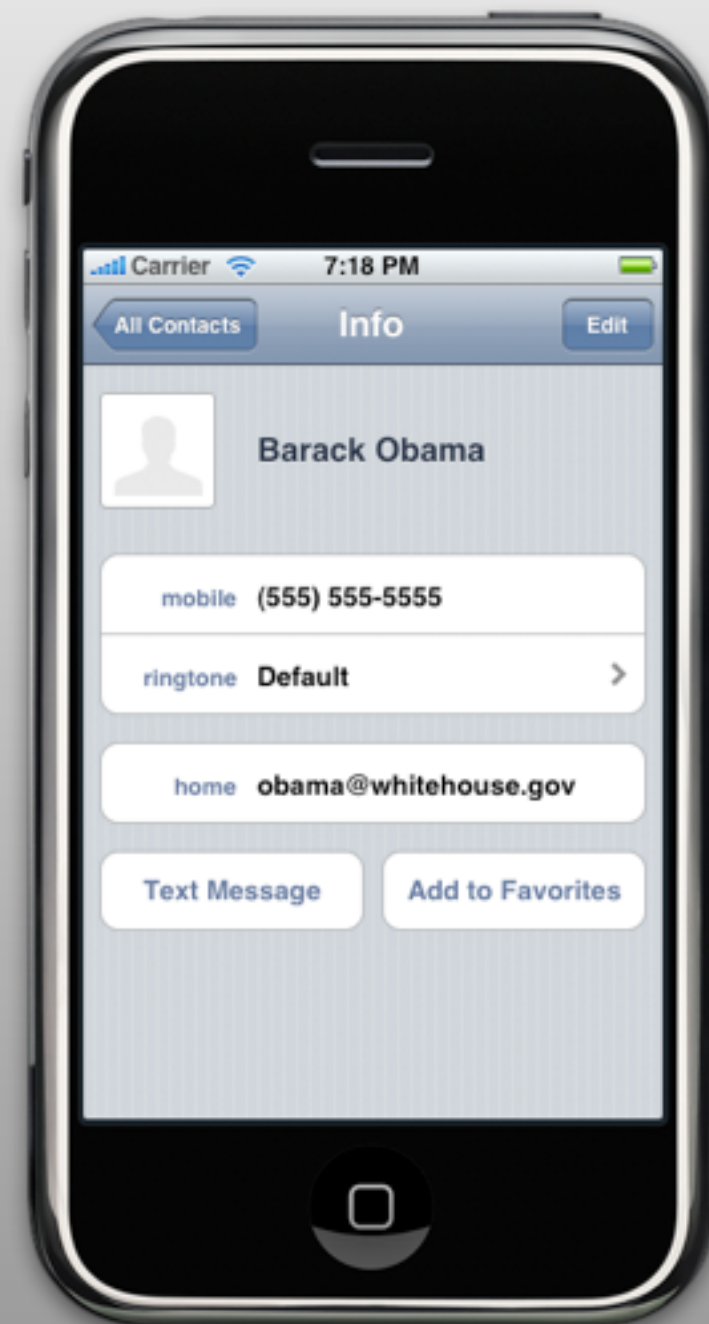 Carrier 7:18 PM
All Contacts Info Edit
Barack Obama
mobile (555) 555-5555
ringtone Default
home obama@whitehouse.gov
Text Message Add to Favorites